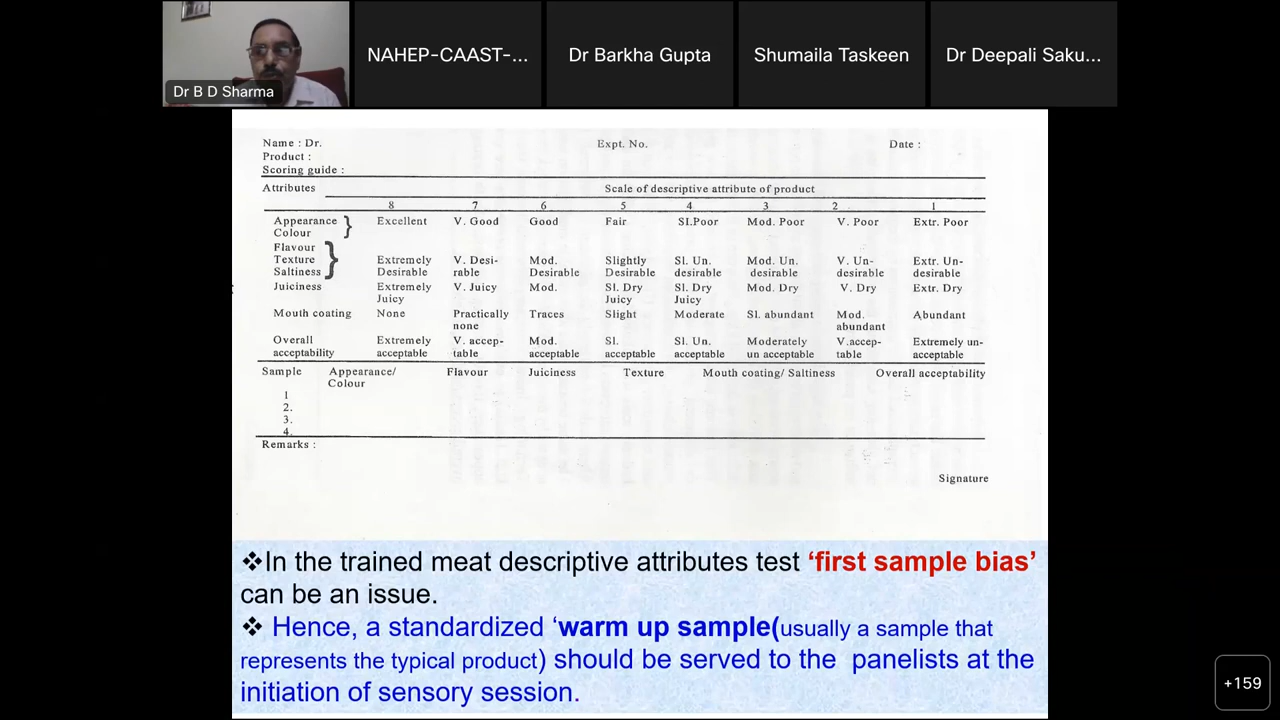 Dr B D Sharma
NAHEP-CAAST-...
Dr Barkha Gupta
Shumaila Taskeen
Dr Deepali Saku...
Name : Dr. Expt. No. Date :
Product :
Scoring guide :
Attributes Scale of descriptive attribute of product
8 7 6 5 4 3 2 1
Appearance Excellent V. Good Good Fair Sl.Poor Mod. Poor V. Poor Extr. Poor
Colour
Flavour
Texture Extremely V. Desi- Mod. Slightly Sl. Un. Mod. Un. V. Un- Extr. Un-
Saltiness Desirable rable Desirable Desirable desirable desirable desirable desirable
Juiciness Extremely V. Juicy Mod. Sl. Dry Sl. Dry Mod. Dry V. Dry Extr. Dry
Juicy Juicy Juicy
Mouth coating None Practically Traces Slight Moderate Sl. abundant Mod. Abundant
none abundant
Overall Extremely V. accep- Mod. Sl. Sl. Un. Moderately V.accep- Extremely un-
acceptability acceptable table acceptable acceptable acceptable un acceptable table acceptable
Sample Appearance/ Flavour Juiciness Texture Mouth coating/ Saltiness Overall acceptability
Colour
1
2.
3.
4.
Remarks :
Signature
❖In the trained meat descriptive attributes test ‘first sample bias’
can be an issue.
❖ Hence, a standardized ‘warm up sample(usually a sample that
represents the typical product) should be served to the panelists at the
initiation of sensory session.
+159